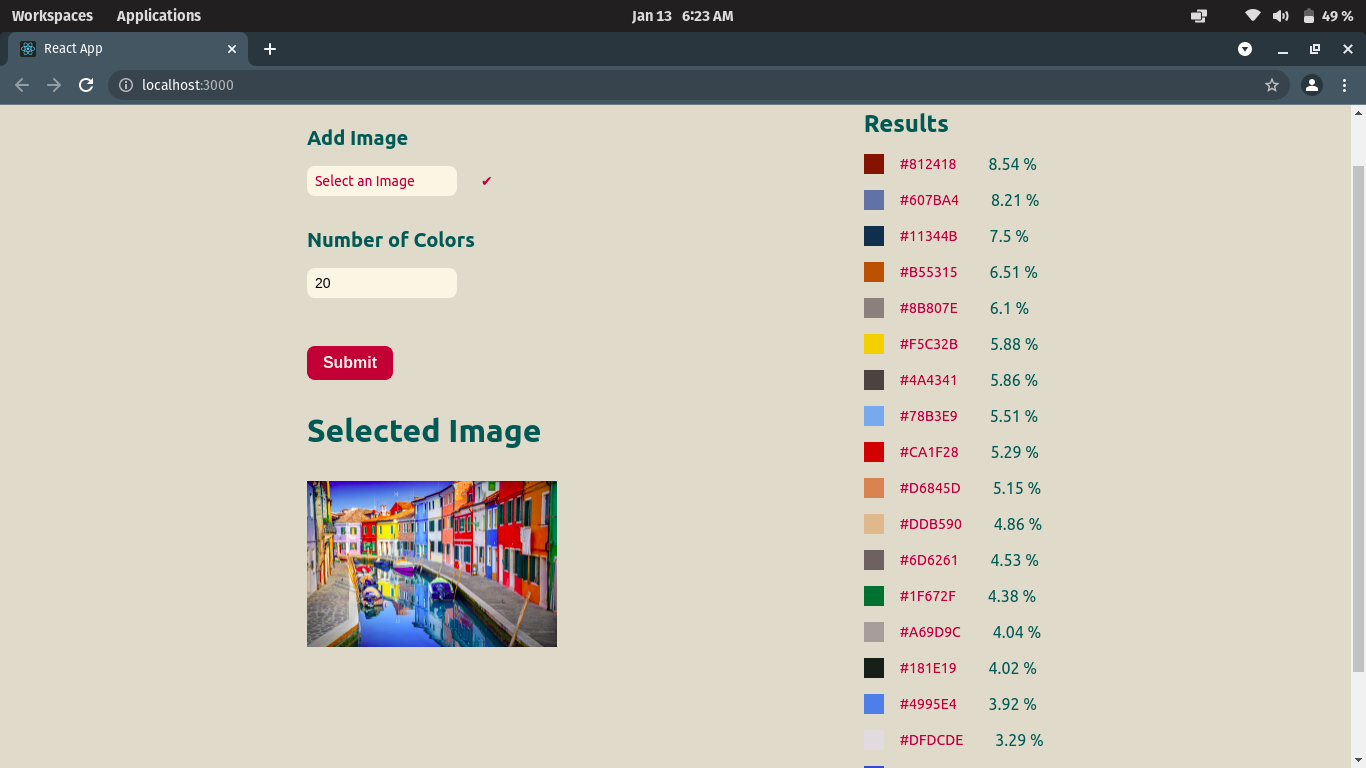 Workspaces Applications Jan 13 6:23 AM 49 %
React App
localhost:3000
Add Image
Select an Image ✔
Number of Colors
20
Submit
Selected Image
Results
#812418 8.54 %
#607BA4 8.21 %
#11344B 7.5 %
#B55315 6.51 %
#8B807E 6.1 %
#F5C32B 5.88 %
#4A4341 5.86 %
#78B3E9 5.51 %
#CA1F28 5.29 %
#D6845D 5.15 %
#DDB590 4.86 %
#6D6261 4.53 %
#1F672F 4.38 %
#A69D9C 4.04 %
#181E19 4.02 %
#4995E4 3.92 %
#DFDCDE 3.29 %